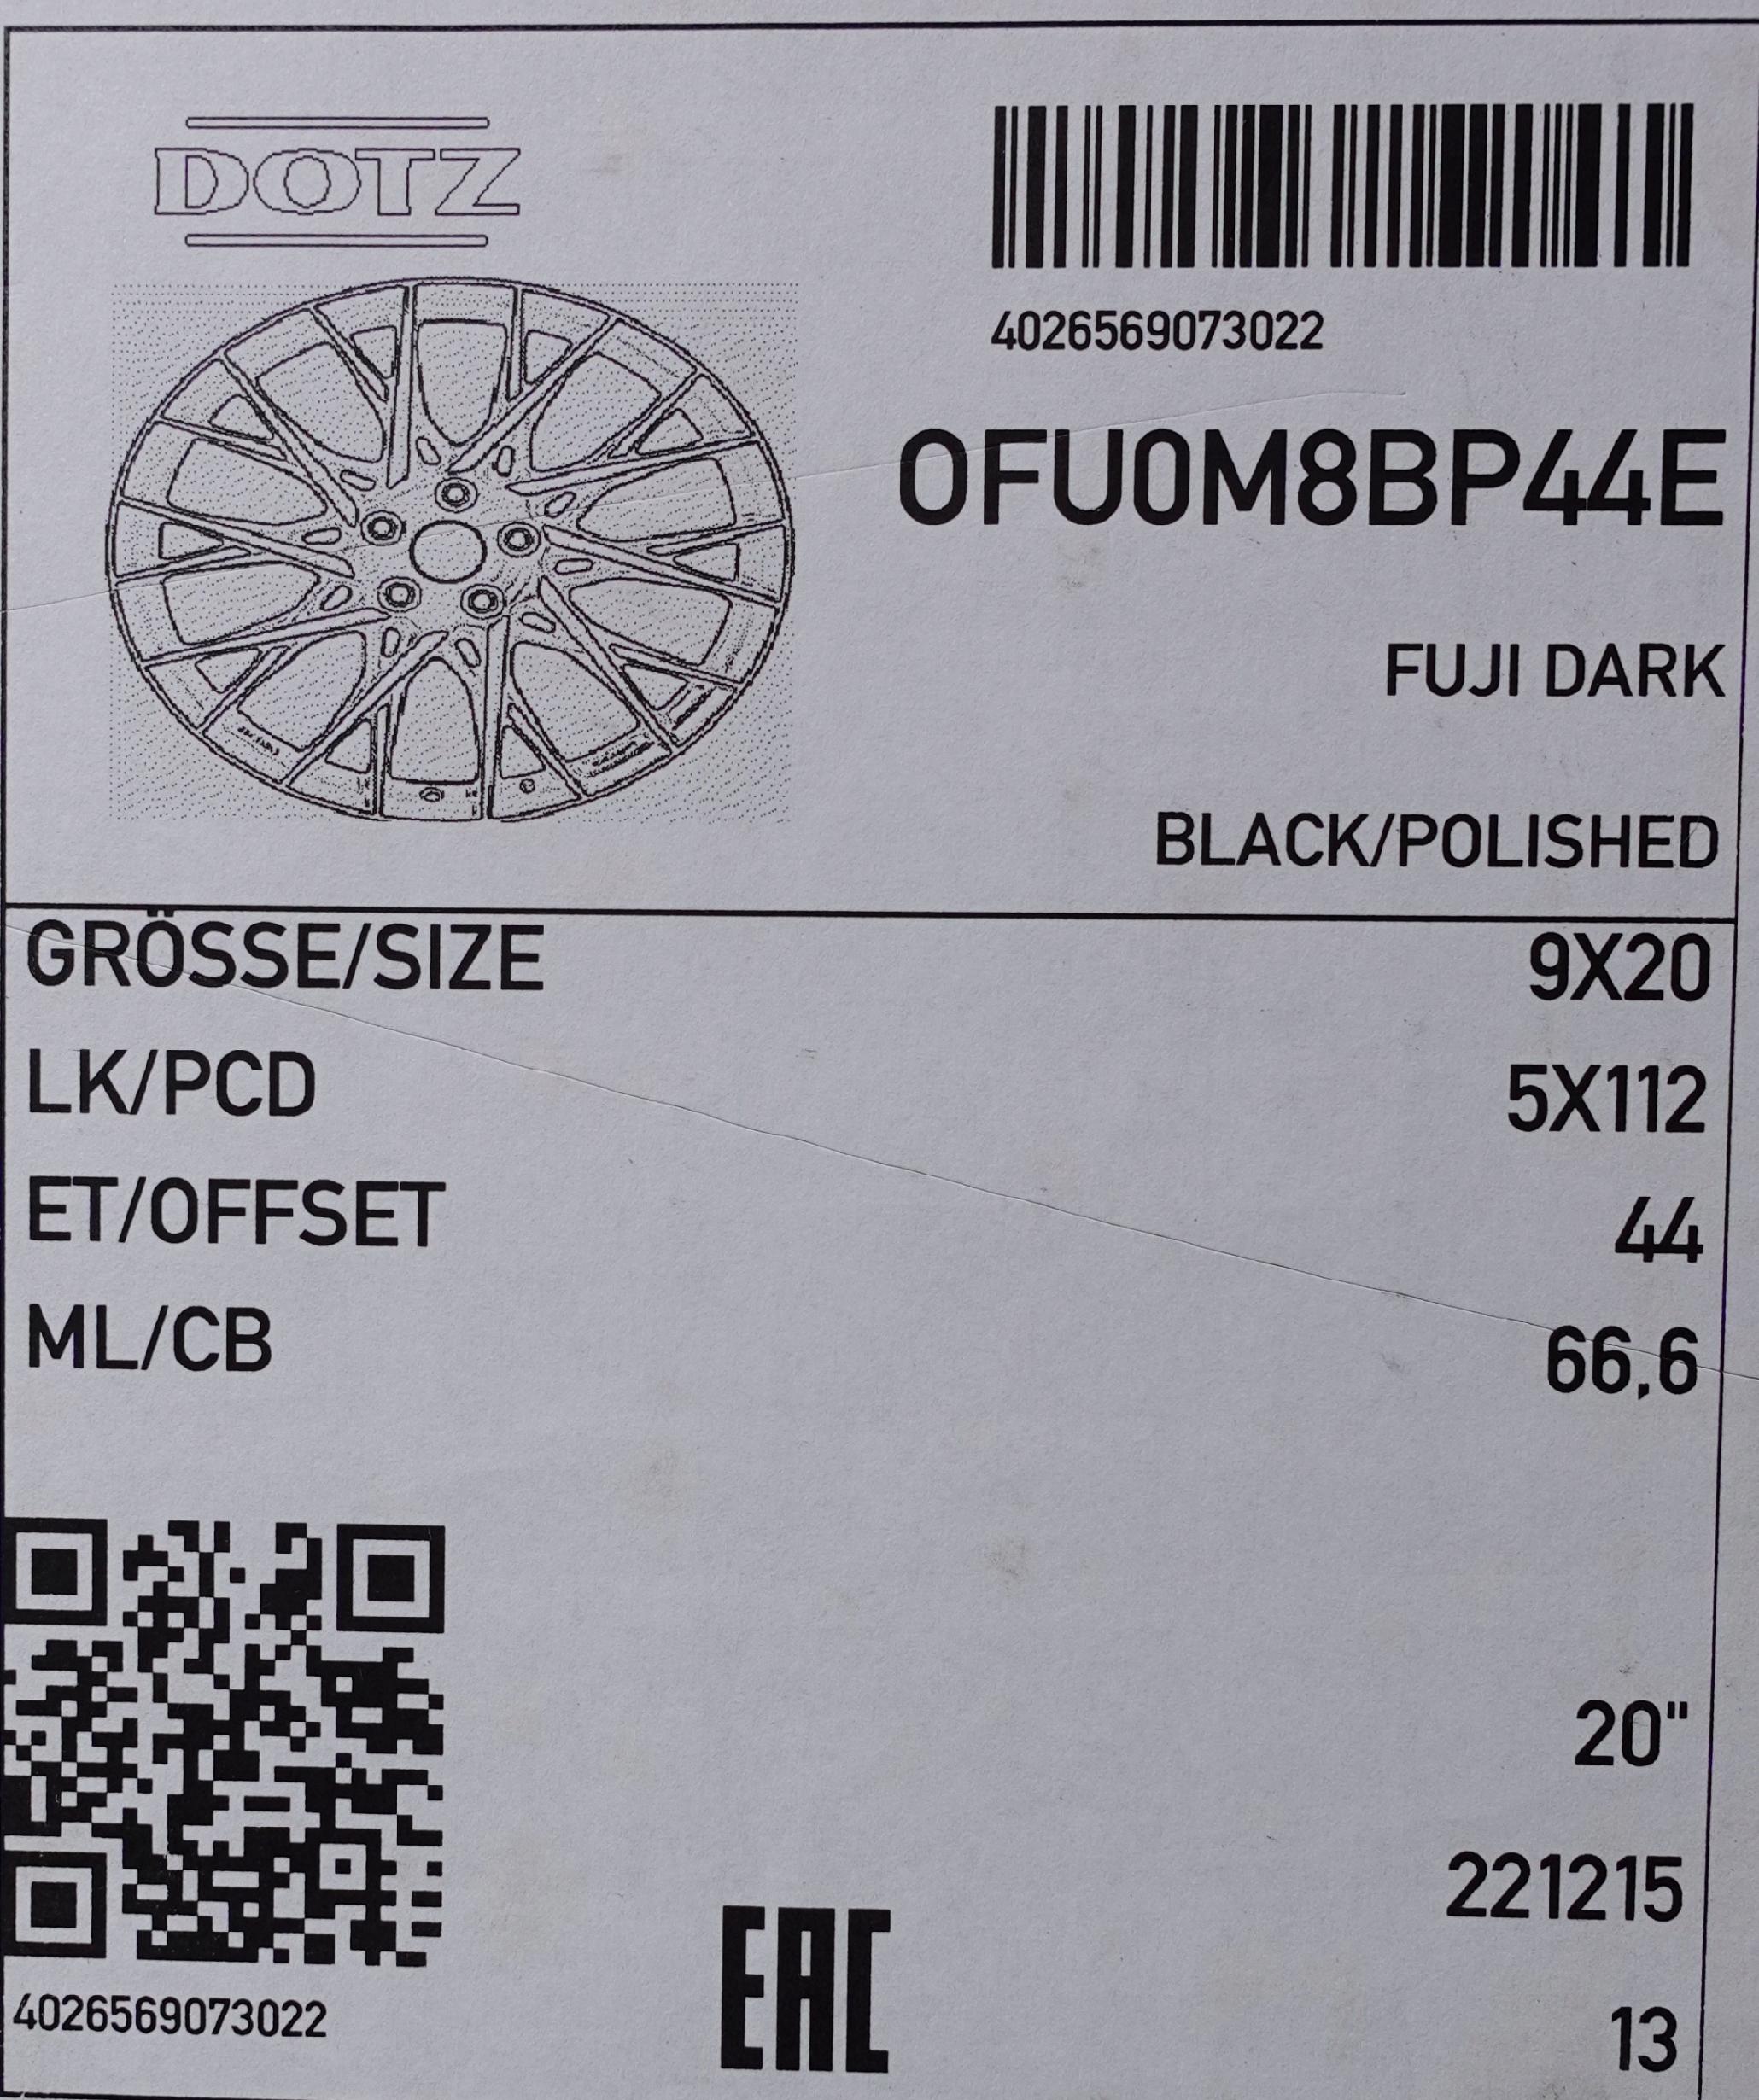 DOTZ
4026569073022
OFU0M8BP44E
FUJI DARK
BLACK/POLISHED
GRÖSSE/SIZE 9X20
LK/PCD 5X112
ET/OFFSET 44
ML/CB 66,6
20"
221215
13
4026569073022
EAC